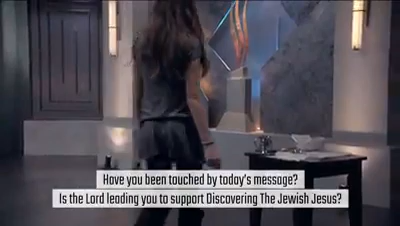 Have you been touched by today's message?
Is the Lord leading you to support Discovering The Jewish Jesus?